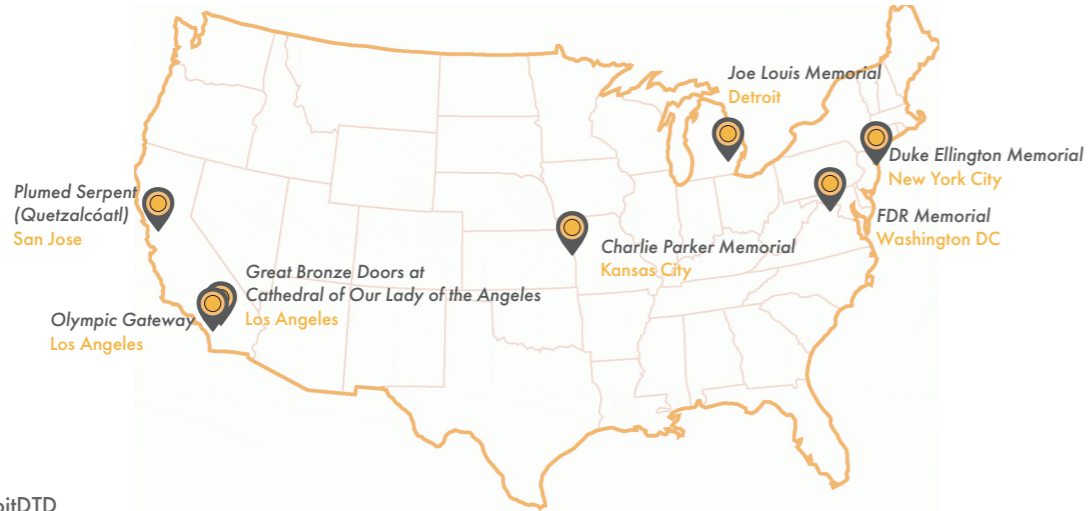 Joe Louis Memorial
Detroit
Duke Ellington Memorial
New York City
Plumed Serpent
(Quetzalcóatl)
San Jose
FDR Memorial
Washington DC
Charlie Parker Memorial
Kansas City
Great Bronze Doors at
Cathedral of Our Lady of the Angeles
Los Angeles
Olympic Gateway
Los Angeles